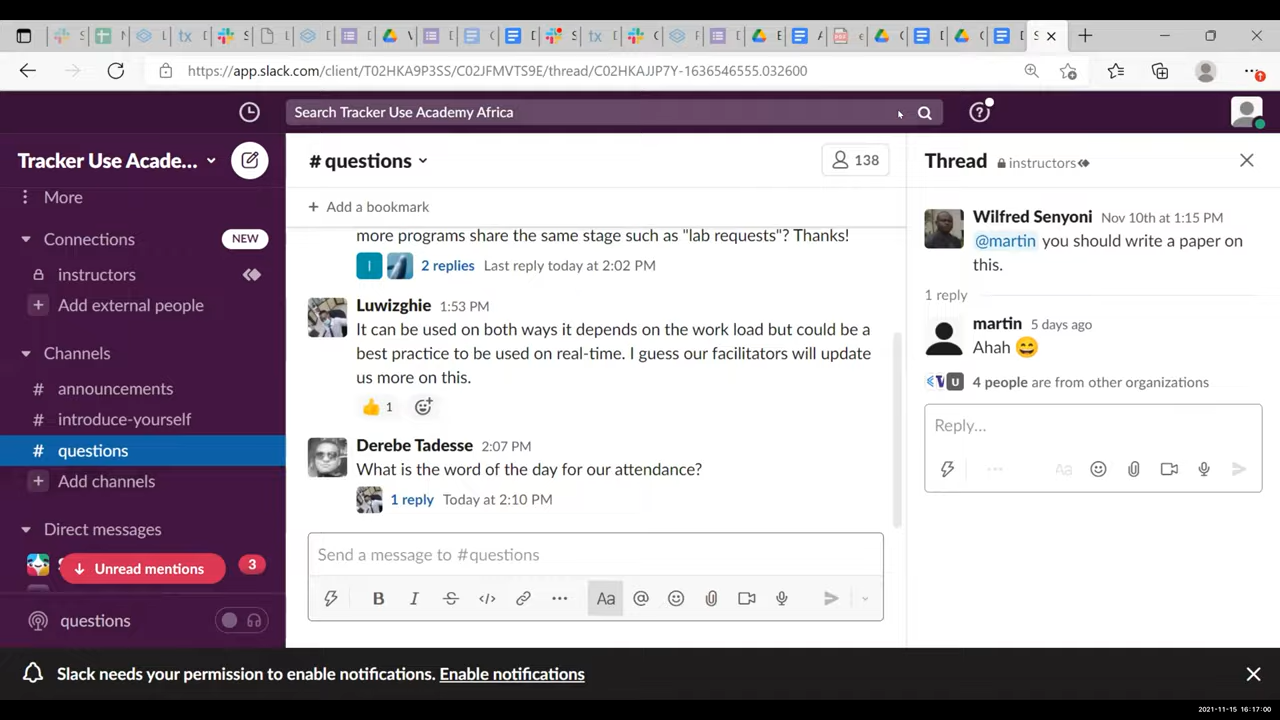 https://app.slack.com/client/T02HKA9P3SS/C02JFMVTS9E/thread/C02HKAJJP7Y-1636546555.032600
Search Tracker Use Academy Africa
Tracker Use Acade...
More
Connections
NEW
instructors
Add external people
Channels
# announcements
# introduce-yourself
# questions
+ Add channels
Direct messages
Unread mentions
3
questions
# questions
138
+ Add a bookmark
more programs share the same stage such as "lab requests"? Thanks!
I
2 replies Last reply today at 2:02 PM
Luwizghie 1:53 PM
It can be used on both ways it depends on the work load but could be a
best practice to be used on real-time. I guess our facilitators will update
us more on this.
1
Derebe Tadesse 2:07 PM
What is the word of the day for our attendance?
1 reply Today at 2:10 PM
Send a message to #questions
B I S </> ... Aa @
Thread instructors
Wilfred Senyoni Nov 10th at 1:15 PM
@martin you should write a paper on
this.
1 reply
martin 5 days ago
Ahah
U 4 people are from other organizations
Reply...
Aa
Slack needs your permission to enable notifications. Enable notifications
2021-11-15 16:17:00